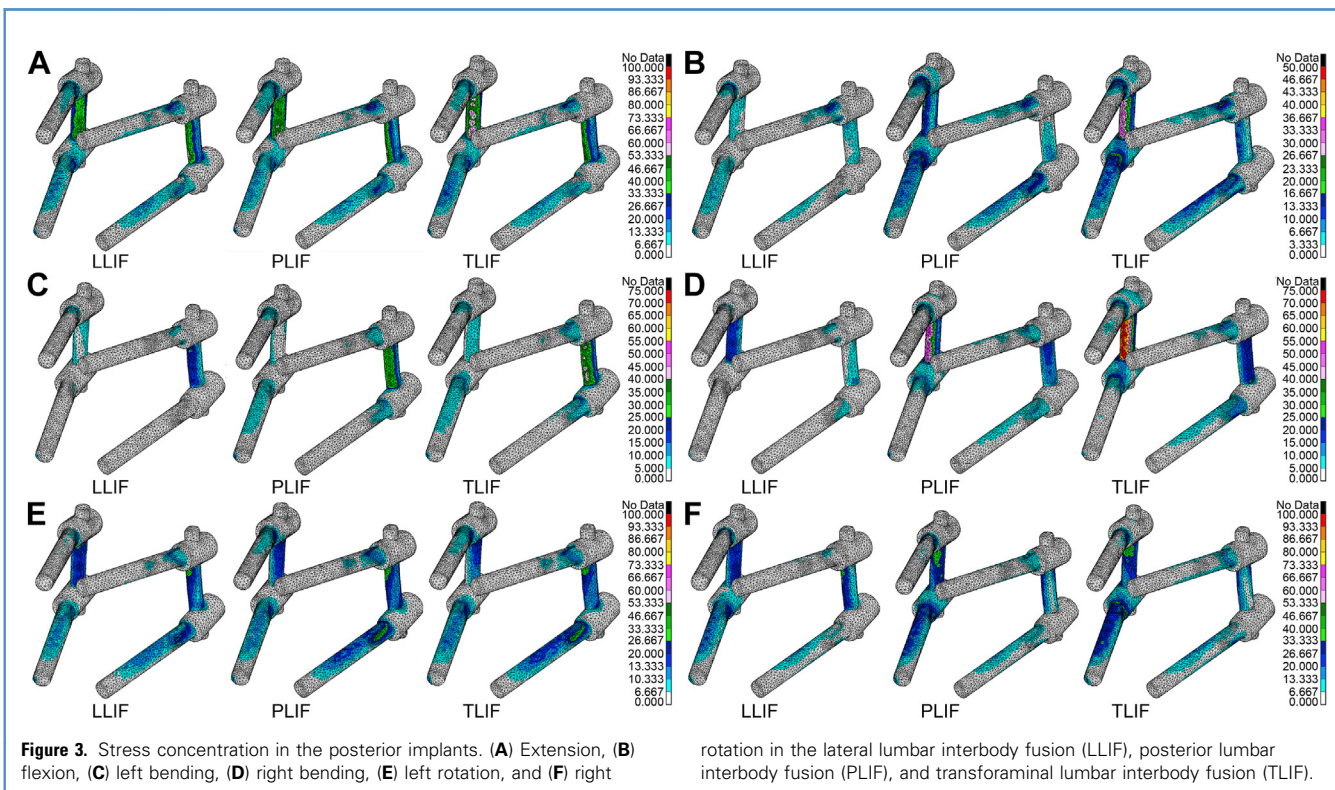 A
No Data
100.000
93.333
86.667
80.000
73.333
66.667
60.000
53.333
46.667
40.000
33.333
26.667
20.000
13.333
6.667
0.000
LLIF
PLIF
TLIF
B
No Data
50.000
46.667
43.333
40.000
36.667
33.333
30.000
26.667
23.333
20.000
16.667
13.333
10.000
6.667
3.333
0.000
LLIF
PLIF
TLIF
C
No Data
75.000
70.000
65.000
60.000
55.000
50.000
45.000
40.000
35.000
30.000
25.000
20.000
15.000
10.000
5.000
0.000
LLIF
PLIF
TLIF
D
No Data
75.000
70.000
65.000
60.000
55.000
50.000
45.000
40.000
35.000
30.000
25.000
20.000
15.000
10.000
5.000
0.000
LLIF
PLIF
TLIF
E
No Data
100.000
93.333
86.667
80.000
73.333
66.667
60.000
53.333
46.667
40.000
33.333
26.667
20.000
13.333
6.667
0.000
LLIF
PLIF
TLIF
F
No Data
100.000
93.333
86.667
80.000
73.333
66.667
60.000
53.333
46.667
40.000
33.333
26.667
20.000
13.333
6.667
0.000
LLIF
PLIF
TLIF
Figure 3. Stress concentration in the posterior implants. (A) Extension, (B)
flexion, (C) left bending, (D) right bending, (E) left rotation, and (F) right
rotation in the lateral lumbar interbody fusion (LLIF), posterior lumbar
interbody fusion (PLIF), and transforaminal lumbar interbody fusion (TLIF).